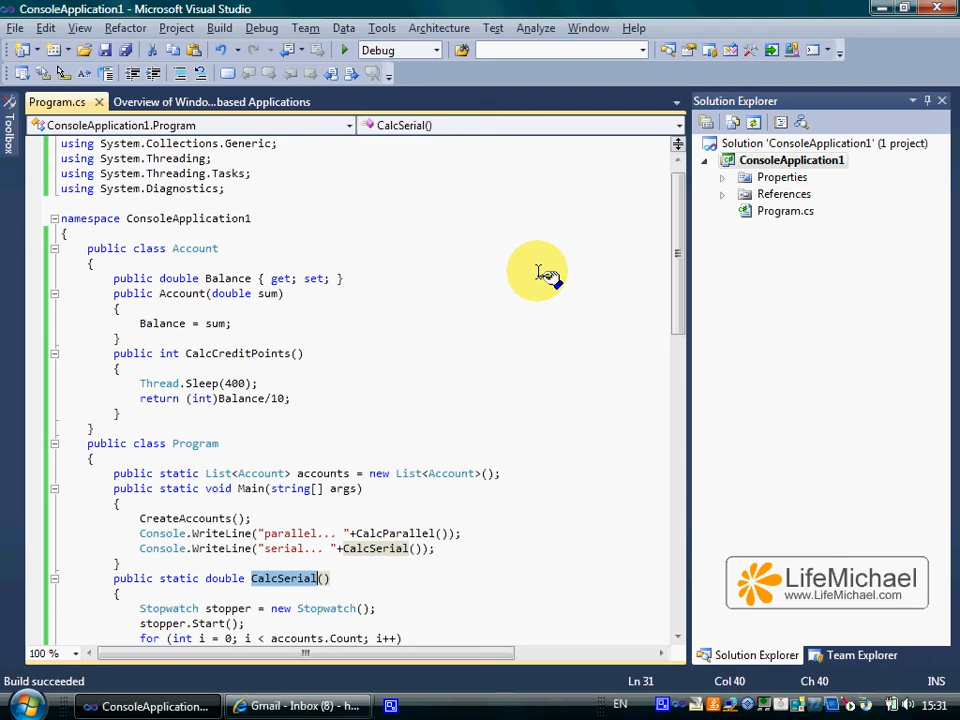 ConsoleApplication1 - Microsoft Visual Studio
File Edit View Refactor Project Build Debug Team Data Tools Architecture Test Analyze Window Help
Debug
Program.cs Overview of Windo...based Applications
ConsoleApplication1.Program CalcSerial()
using System.Collections.Generic;
using System.Threading;
using System.Threading.Tasks;
using System.Diagnostics;
namespace ConsoleApplication1
{
public class Account
{
public double Balance { get; set; }
public Account(double sum)
{
Balance = sum;
}
public int CalcCreditPoints()
{
Thread.Sleep(400);
return (int)Balance/10;
}
}
public class Program
{
public static List<Account> accounts = new List<Account>();
public static void Main(string[] args)
{
CreateAccounts();
Console.WriteLine("parallel... "+CalcParallel());
Console.WriteLine("serial... "+CalcSerial());
}
public static double CalcSerial()
{
Stopwatch stopper = new Stopwatch();
stopper.Start();
for (int i = 0; i < accounts.Count; i++)
100 %
Toolbox
Solution Explorer
Solution 'ConsoleApplication1' (1 project)
ConsoleApplication1
Properties
References
Program.cs
LifeMichael
www.LifeMichael.com
Solution Explorer Team Explorer
Build succeeded Ln 31 Col 40 Ch 40 INS
ConsoleApplication... Gmail - Inbox (8) - h... EN 15:31